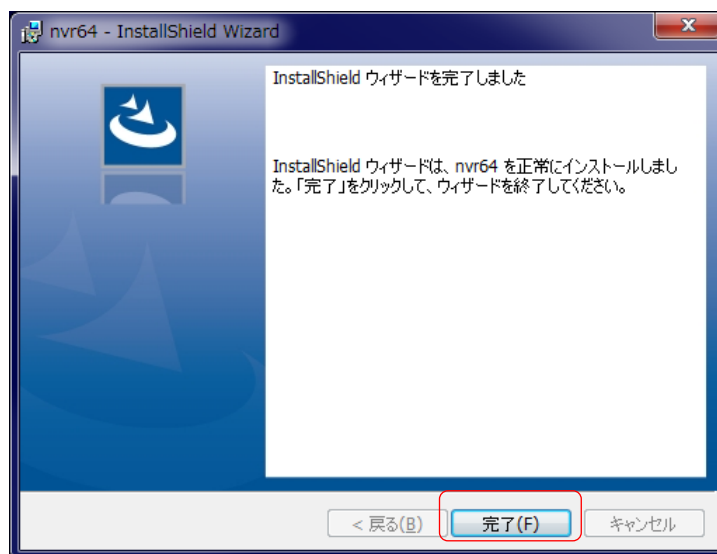 nvr64 - InstallShield Wizard
InstallShield ウィザードを完了しました
InstallShield ウィザードは、nvr64 を正常にインストールしまし
た。「完了」をクリックして、ウィザードを終了してください。
< 戻る(B)
完了(F)
キャンセル